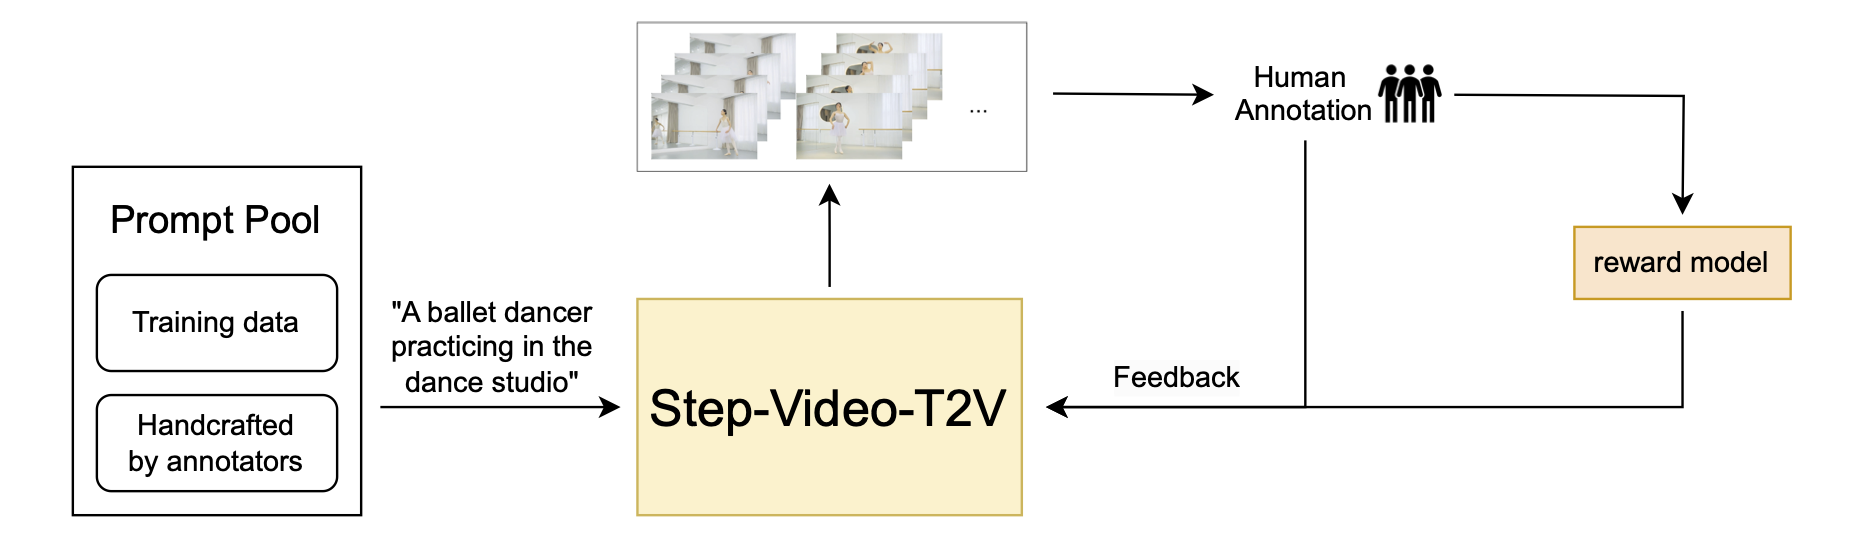 Prompt Pool
Training data
Handcrafted
by annotators
"A ballet dancer
practicing in the
dance studio"
Step-Video-T2V
...
Human
Annotation
reward model
Feedback